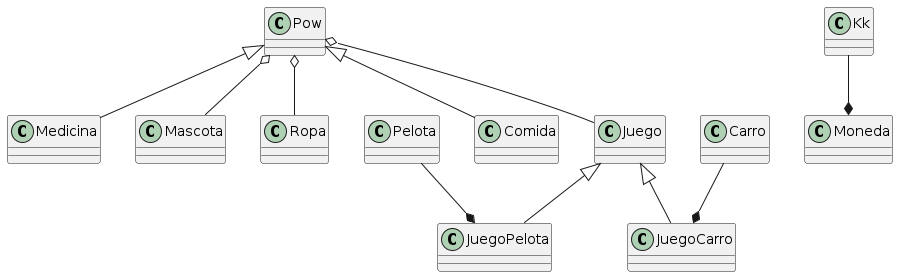 C Pow
C Kk
C Medicina
C Mascota
C Ropa
C Pelota
C Comida
C Juego
C Carro
C Moneda
C JuegoPelota
C JuegoCarro